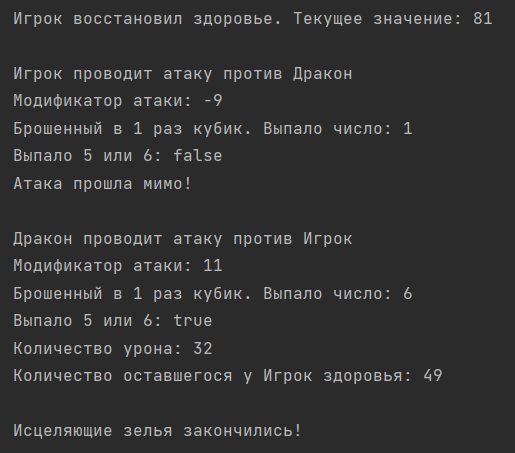 Игрок восстановил здоровье. Текущее значение: 81
Игрок проводит атаку против Дракон
Модификатор атаки: -9
Брошенный в 1 раз кубик. Выпало число: 1
Выпало 5 или 6: false
Атака прошла мимо!
Дракон проводит атаку против Игрок
Модификатор атаки: 11
Брошенный в 1 раз кубик. Выпало число: 6
Выпало 5 или 6: true
Количество урона: 32
Количество оставшегося у Игрок здоровья: 49
Исцеляющие зелья закончились!